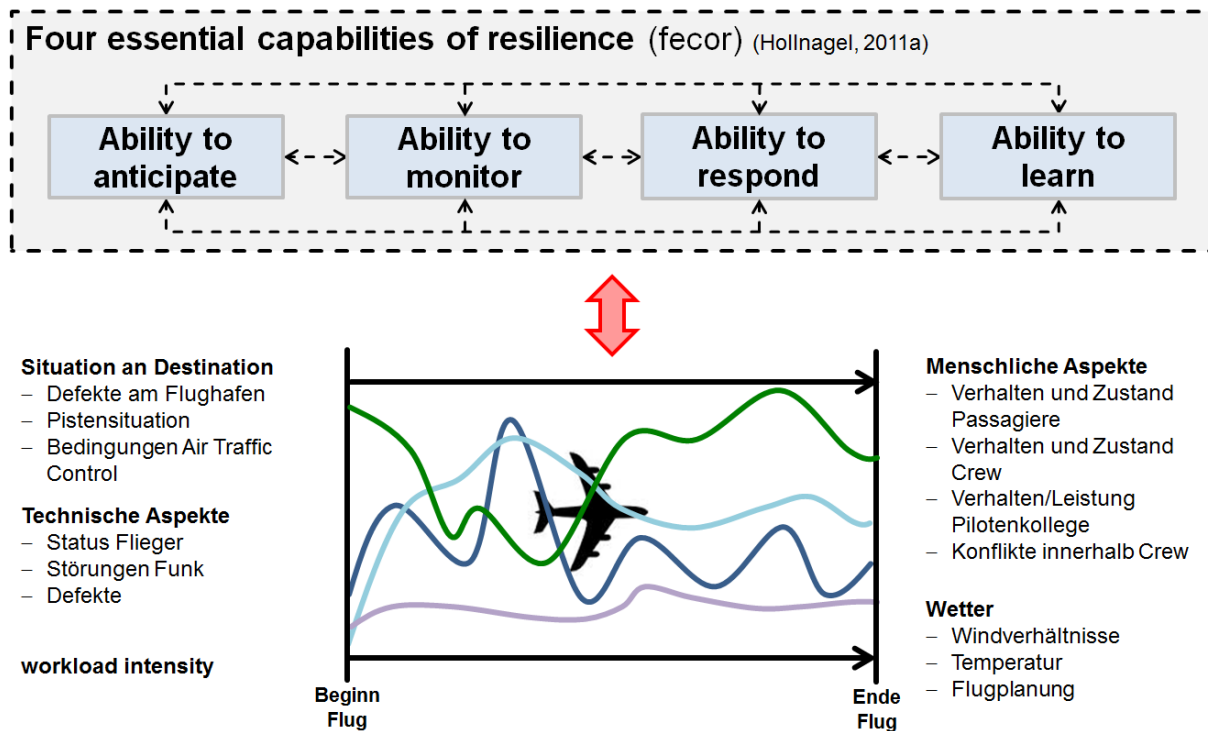 Four essential capabilities of resilience (fecor) (Hollnagel, 2011a)
Ability to
anticipate
Ability to
monitor
Ability to
respond
Ability to
learn
Situation an Destination
– Defekte am Flughafen
– Pistensituation
– Bedingungen Air Traffic
Control
Technische Aspekte
– Status Flieger
– Störungen Funk
– Defekte
workload intensity
Beginn
Flug
Ende
Flug
Menschliche Aspekte
– Verhalten und Zustand
Passagiere
– Verhalten und Zustand
Crew
– Verhalten/Leistung
Pilotenkollege
– Konflikte innerhalb Crew
Wetter
– Windverhältnisse
– Temperatur
– Flugplanung